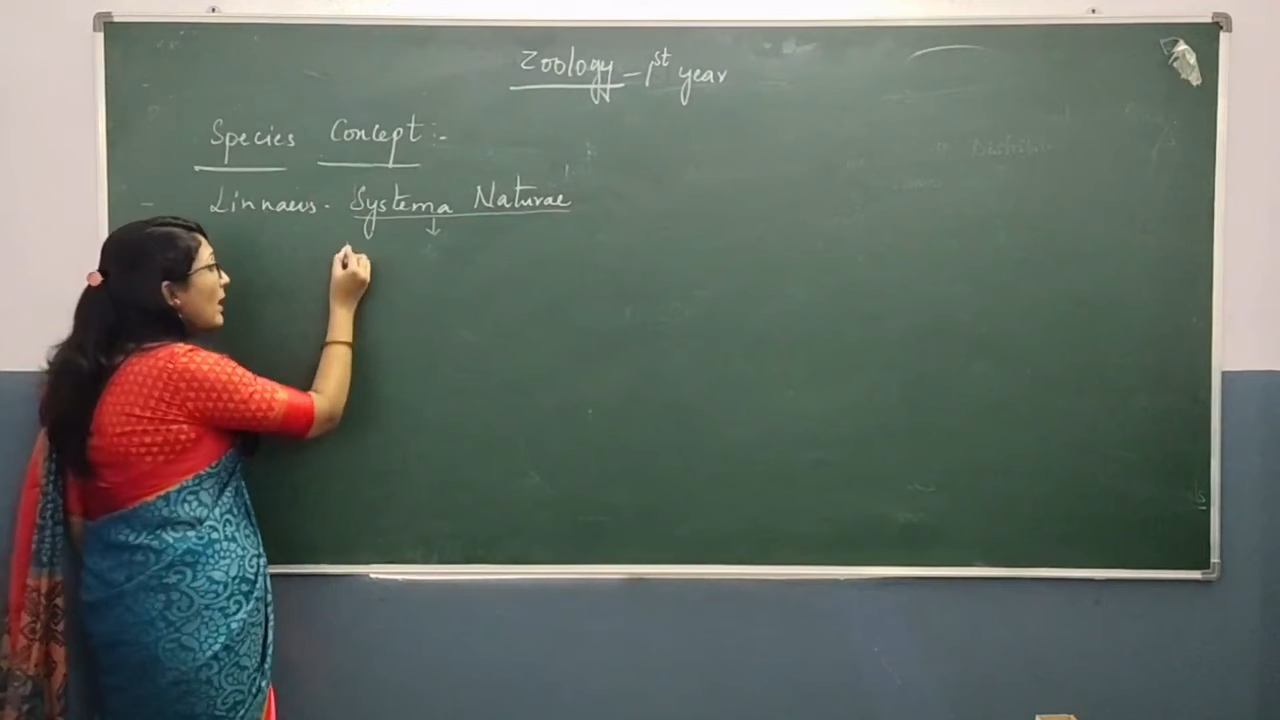 Zoology - 1st year
Species Concept :-
Linnaeus - Systema Naturae
↓